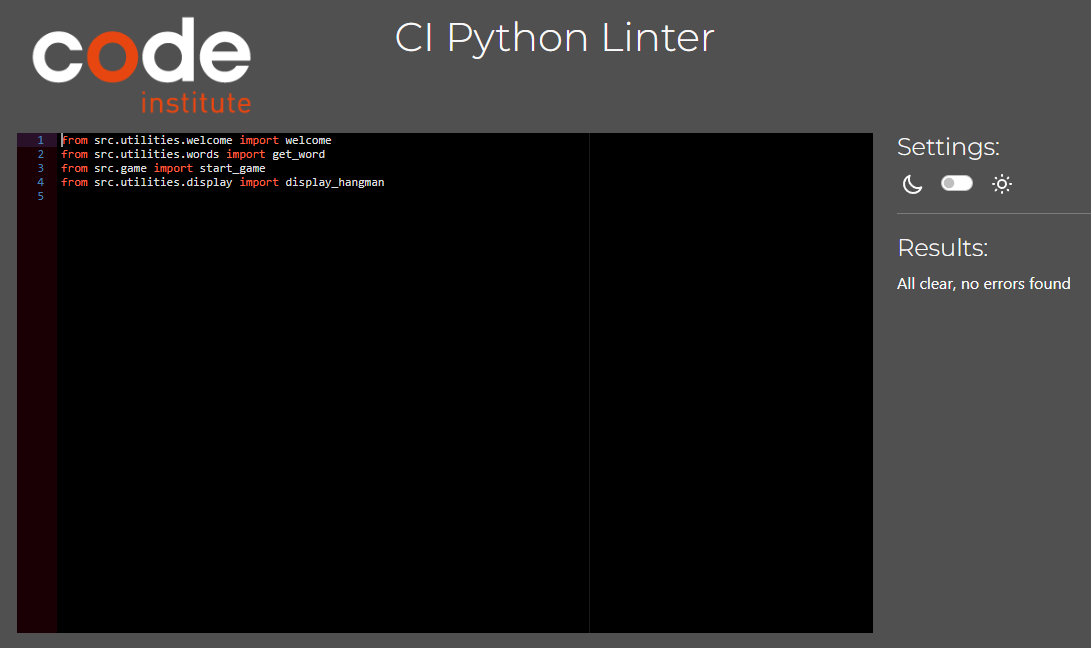 code
institute
CI Python Linter
1 from src.utilities.welcome import welcome
2 from src.utilities.words import get_word
3 from src.game import start_game
4 from src.utilities.display import display_hangman
5
Settings:
Results:
All clear, no errors found